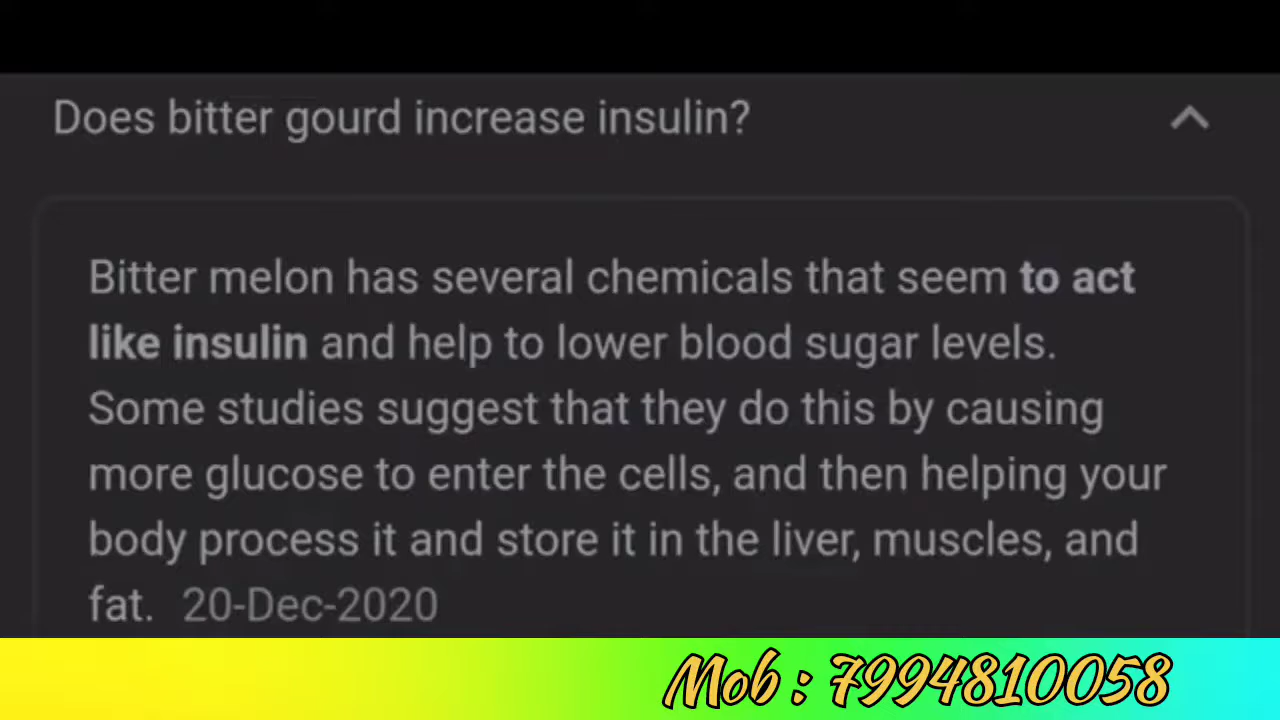 Does bitter gourd increase insulin?
Bitter melon has several chemicals that seem to act
like insulin and help to lower blood sugar levels.
Some studies suggest that they do this by causing
more glucose to enter the cells, and then helping your
body process it and store it in the liver, muscles, and
fat. 20-Dec-2020
Mob : 7994810058